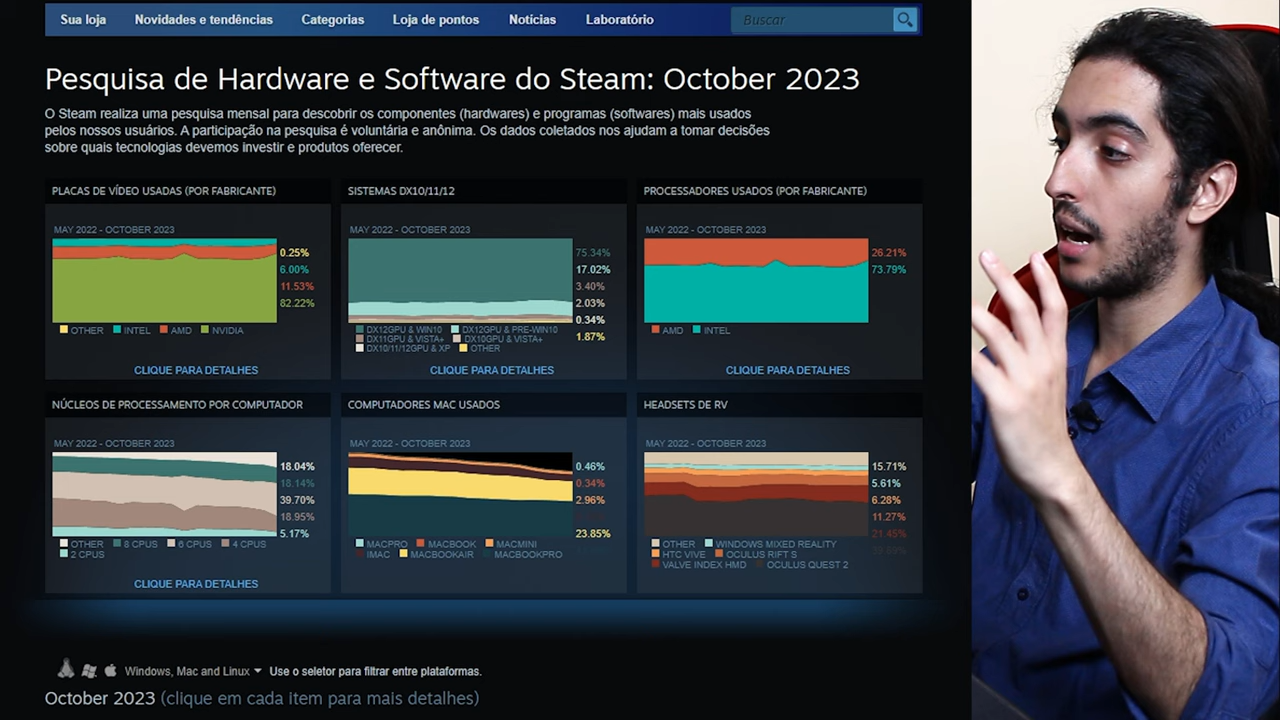 Sua loja
Novidades e tendências
Categorias
Loja de pontos
Notícias
Laboratório
Buscar
Pesquisa de Hardware e Software do Steam: October 2023
O Steam realiza uma pesquisa mensal para descobrir os componentes (hardwares) e programas (softwares) mais usados
pelos nossos usuários. A participação na pesquisa é voluntária e anônima. Os dados coletados nos ajudam a tomar decisões
sobre quais tecnologias devemos investir e produtos oferecer.
PLACAS DE VÍDEO USADAS (POR FABRICANTE)
MAY 2022 - OCTOBER 2023
0.25%
6.00%
11.53%
82.22%
OTHER INTEL AMD NVIDIA
CLIQUE PARA DETALHES
SISTEMAS DX10/11/12
MAY 2022 - OCTOBER 2023
75.34%
17.02%
3.40%
2.03%
0.34%
1.87%
DX12GPU & WIN10 DX12GPU & PRE-WIN10
DX11GPU & VISTA+ DX10GPU & VISTA+
DX10/11/12GPU & XP OTHER
CLIQUE PARA DETALHES
PROCESSADORES USADOS (POR FABRICANTE)
MAY 2022 - OCTOBER 2023
26.21%
73.79%
AMD INTEL
CLIQUE PARA DETALHES
NÚCLEOS DE PROCESSAMENTO POR COMPUTADOR
MAY 2022 - OCTOBER 2023
18.04%
18.14%
39.70%
18.95%
5.17%
OTHER 8 CPUS 6 CPUS 4 CPUS
2 CPUS
CLIQUE PARA DETALHES
COMPUTADORES MAC USADOS
MAY 2022 - OCTOBER 2023
0.46%
0.34%
2.96%
23.85%
MACPRO MACBOOK MACMINI
IMAC MACBOOKAIR MACBOOKPRO
HEADSETS DE RV
MAY 2022 - OCTOBER 2023
15.71%
5.61%
6.28%
11.27%
21.45%
OTHER WINDOWS MIXED REALITY
HTC VIVE OCULUS RIFT S
VALVE INDEX HMD OCULUS QUEST 2
Windows, Mac and Linux Use o seletor para filtrar entre plataformas.
October 2023 (clique em cada item para mais detalhes)